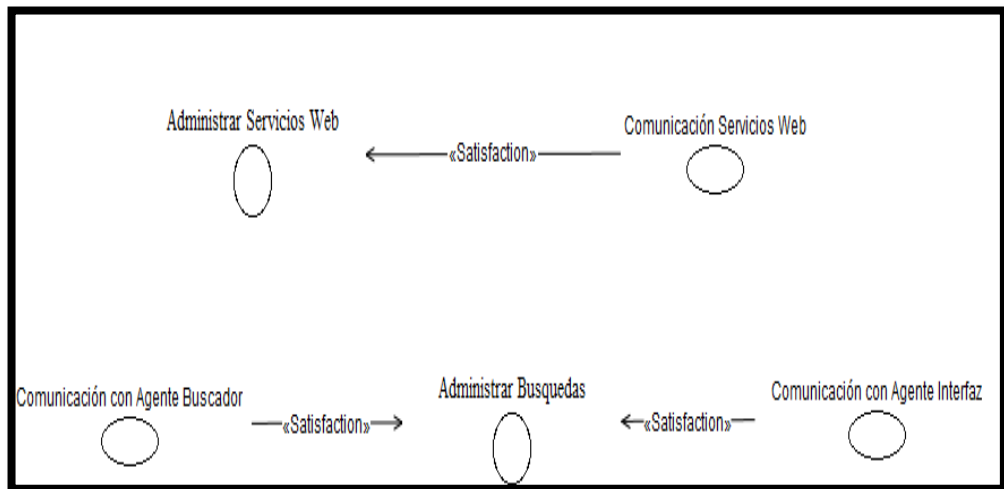 Administrar Servicios Web
Comunicación Servicios Web
«Satisfaction»
Comunicación con Agente Buscador
Administrar Busquedas
Comunicación con Agente Interfaz
«Satisfaction»
«Satisfaction»